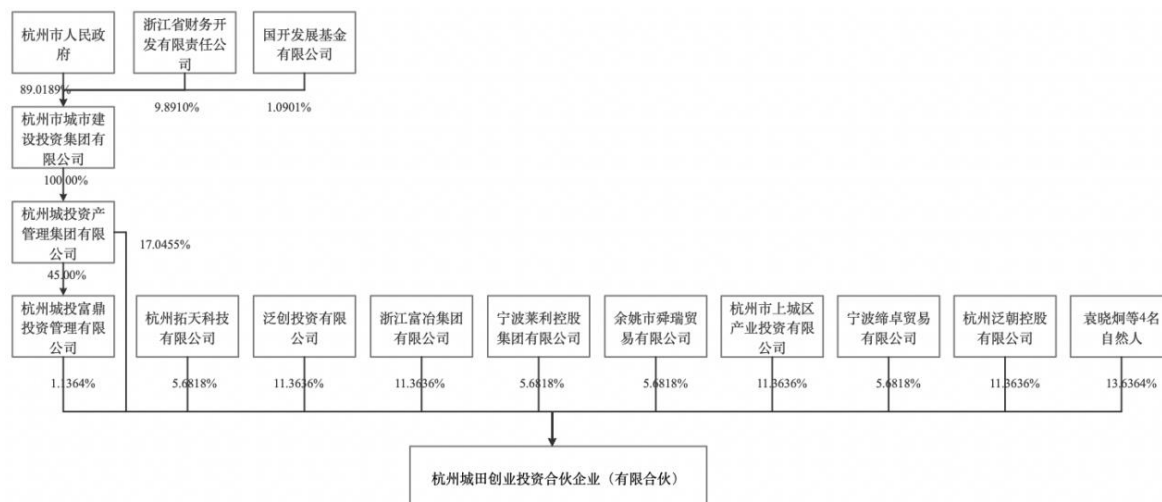 杭州市人民政
府
浙江省财务开
发有限责任公
司
国开发展基金
有限公司
89.0189%
9.8910%
1.0901%
杭州市城市建
设投资集团有
限公司
100.00%
杭州城投资产
管理集团有限
公司
17.0455%
45.00%
杭州城投富鼎
投资管理有限
公司
杭州拓天科技
有限公司
泛创投资有限
公司
浙江富冶集团
有限公司
宁波莱利控股
集团有限公司
余姚市舜瑞贸
易有限公司
杭州市上城区
产业投资有限
公司
宁波缔卓贸易
有限公司
杭州泛朝控股
有限公司
袁晓炯等4名
自然人
1.1364%
5.6818%
11.3636%
11.3636%
5.6818%
5.6818%
11.3636%
5.6818%
11.3636%
13.6364%
杭州城田创业投资合伙企业（有限合伙）